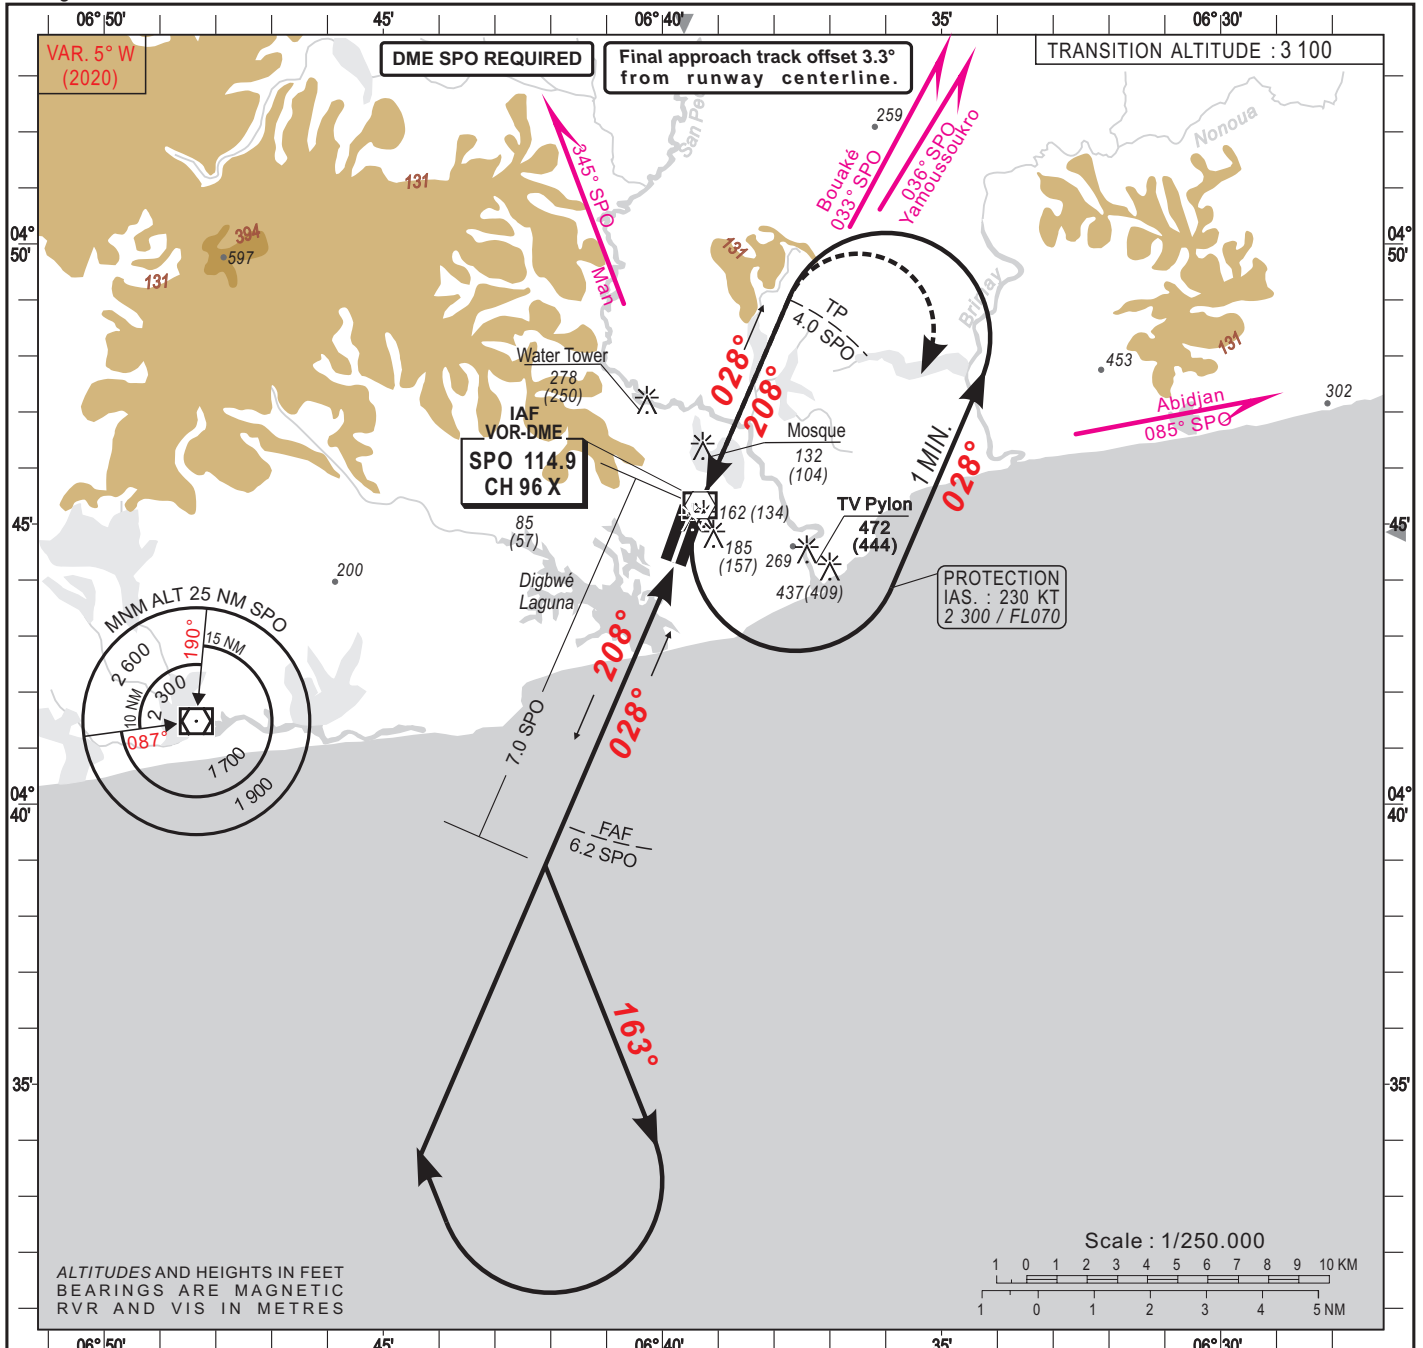 06°50'
45'
06°40'
35'
06°30'
VAR. 5° W
(2020)
DME SPO REQUIRED
Final approach track offset 3.3°
from runway centerline.
TRANSITION ALTITUDE : 3 100
San Pe
259
Nonoua
345° SPO
Man
Bouaké
033° SPO
036° SPO
Yamoussoukro
131
394
597
131
131
04°
50'
04°
50'
Brimay
TP
4.0 SPO
028°
208°
131
453
302
Abidjan
085° SPO
Water Tower
278
(250)
IAF
VOR-DME
SPO 114.9
CH 96 X
Mosque
132
(104)
1 MIN.
028°
85
(57)
162 (134)
TV Pylon
472
(444)
45'
45'
185
(157)
269
437(409)
Digbwé
Laguna
200
PROTECTION
IAS. : 230 KT
2 300 / FL070
MNM ALT 25 NM SPO
2 600
190°
15 NM
10 NM
2 300
087°
1 700
1 900
208°
028°
7.0 SPO
04°
40'
04°
40'
FAF
6.2 SPO
163°
35'
35'
ALTITUDES AND HEIGHTS IN FEET
BEARINGS ARE MAGNETIC
RVR AND VIS IN METRES
Scale : 1/250.000
1 0 1 2 3 4 5 6 7 8 9 10 KM
1 0 1 2 3 4 5 NM
06°50'
45'
06°40'
35'
06°30'